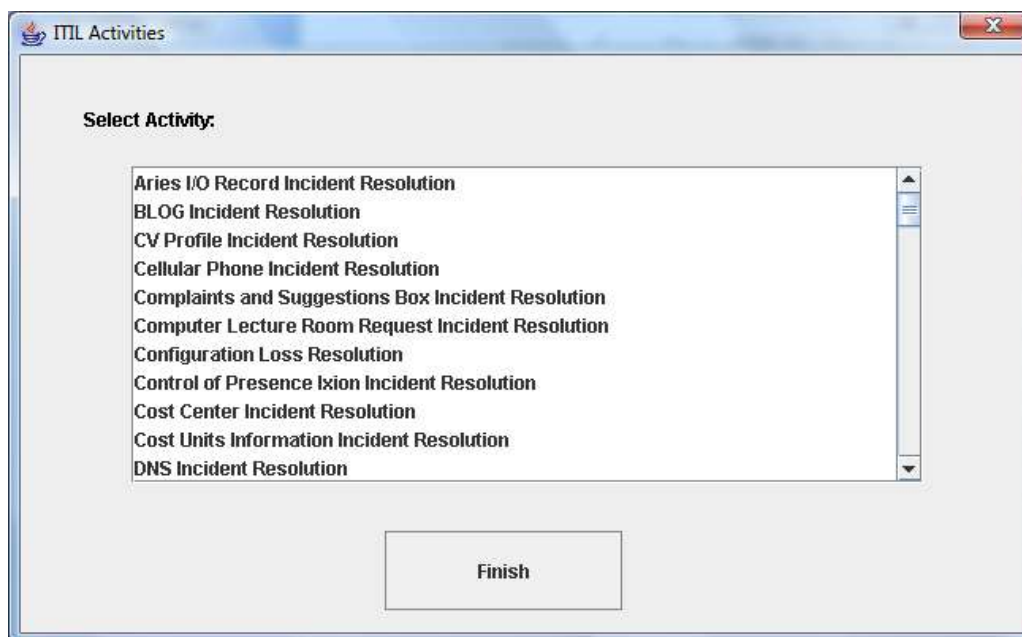 ITIL Activities
Select Activity:
Aries I/O Record Incident Resolution
BLOG Incident Resolution
CV Profile Incident Resolution
Cellular Phone Incident Resolution
Complaints and Suggestions Box Incident Resolution
Computer Lecture Room Request Incident Resolution
Configuration Loss Resolution
Control of Presence Ixion Incident Resolution
Cost Center Incident Resolution
Cost Units Information Incident Resolution
DNS Incident Resolution
Finish